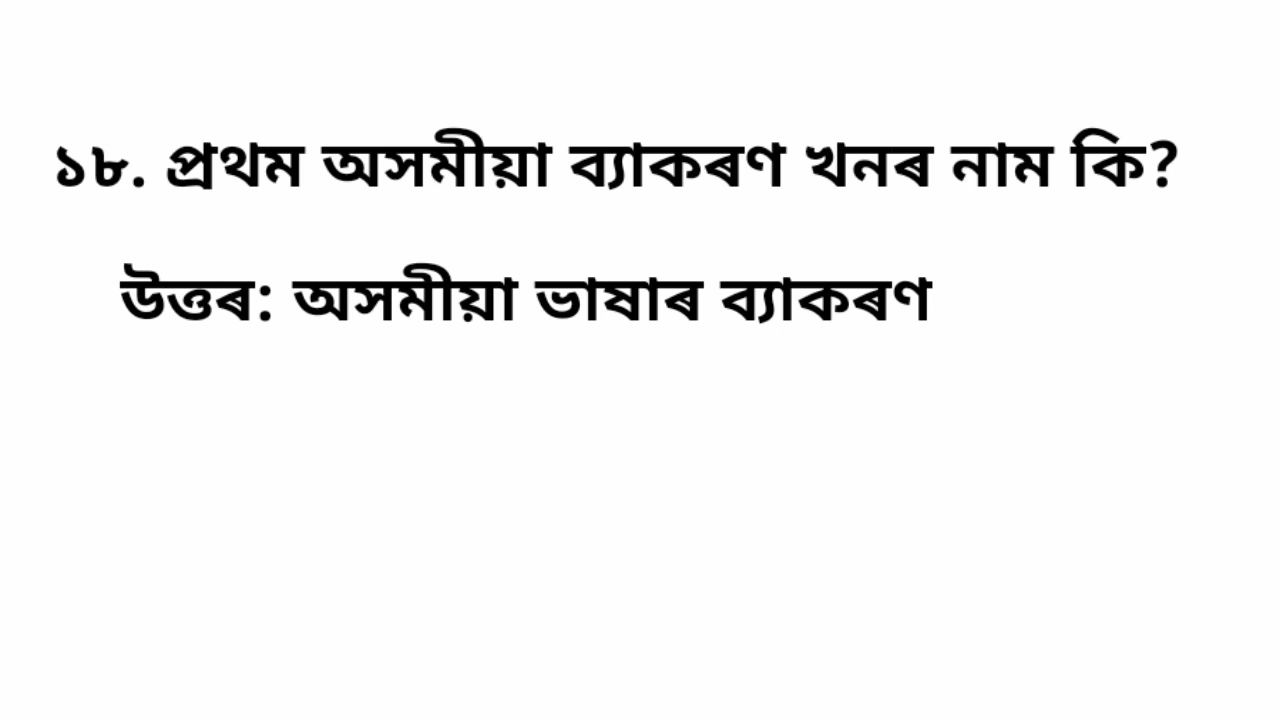 ১৮. প্ৰথম অসমীয়া ব্যাকৰণ খনৰ নাম কি?
উত্তৰ: অসমীয়া ভাষাৰ ব্যাকৰণ